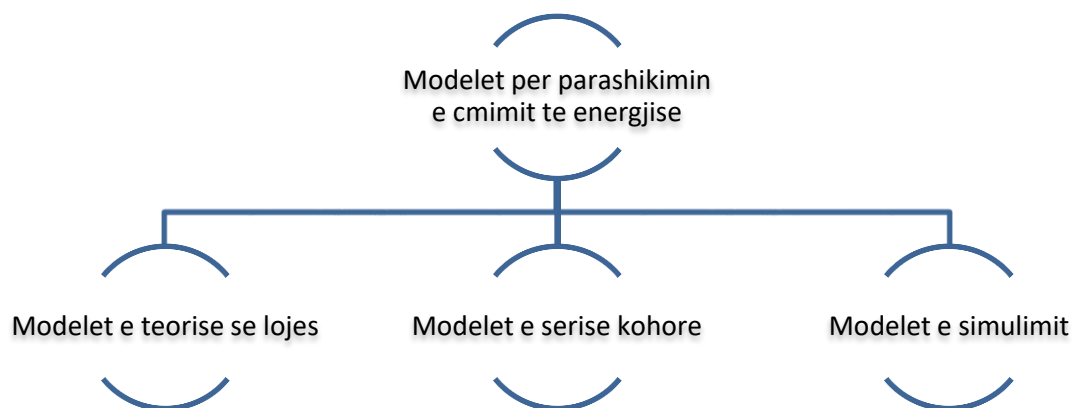 Modelet per parashikimin
e cmimit te energjise
Modelet e teorise se lojes
Modelet e serise kohore
Modelet e simulimit